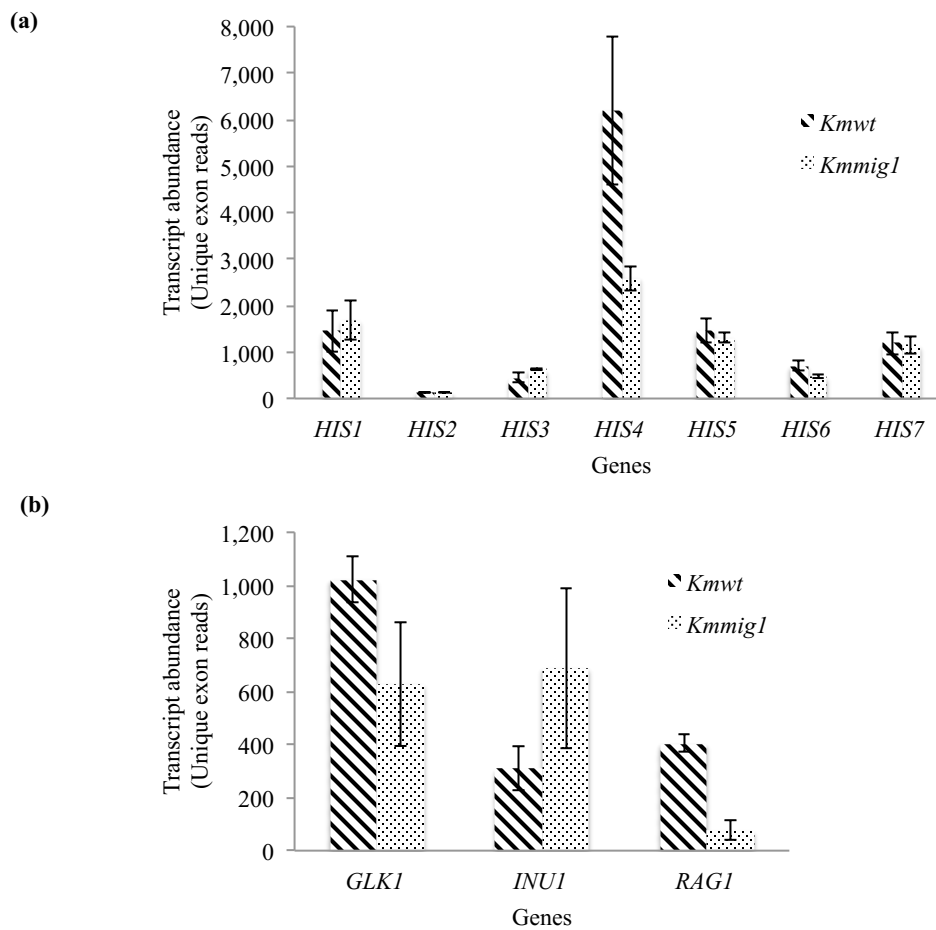 (a)
8,000
7,000
6,000
5,000
4,000
3,000
2,000
1,000
0
Transcript abundance
(Unique exon reads)
Kmwt
Kmmig1
HIS1 HIS2 HIS3 HIS4 HIS5 HIS6 HIS7
Genes
(b)
1,200
1,000
800
600
400
200
0
Transcript abundance
(Unique exon reads)
Kmwt
Kmmig1
GLK1 INU1 RAG1
Genes